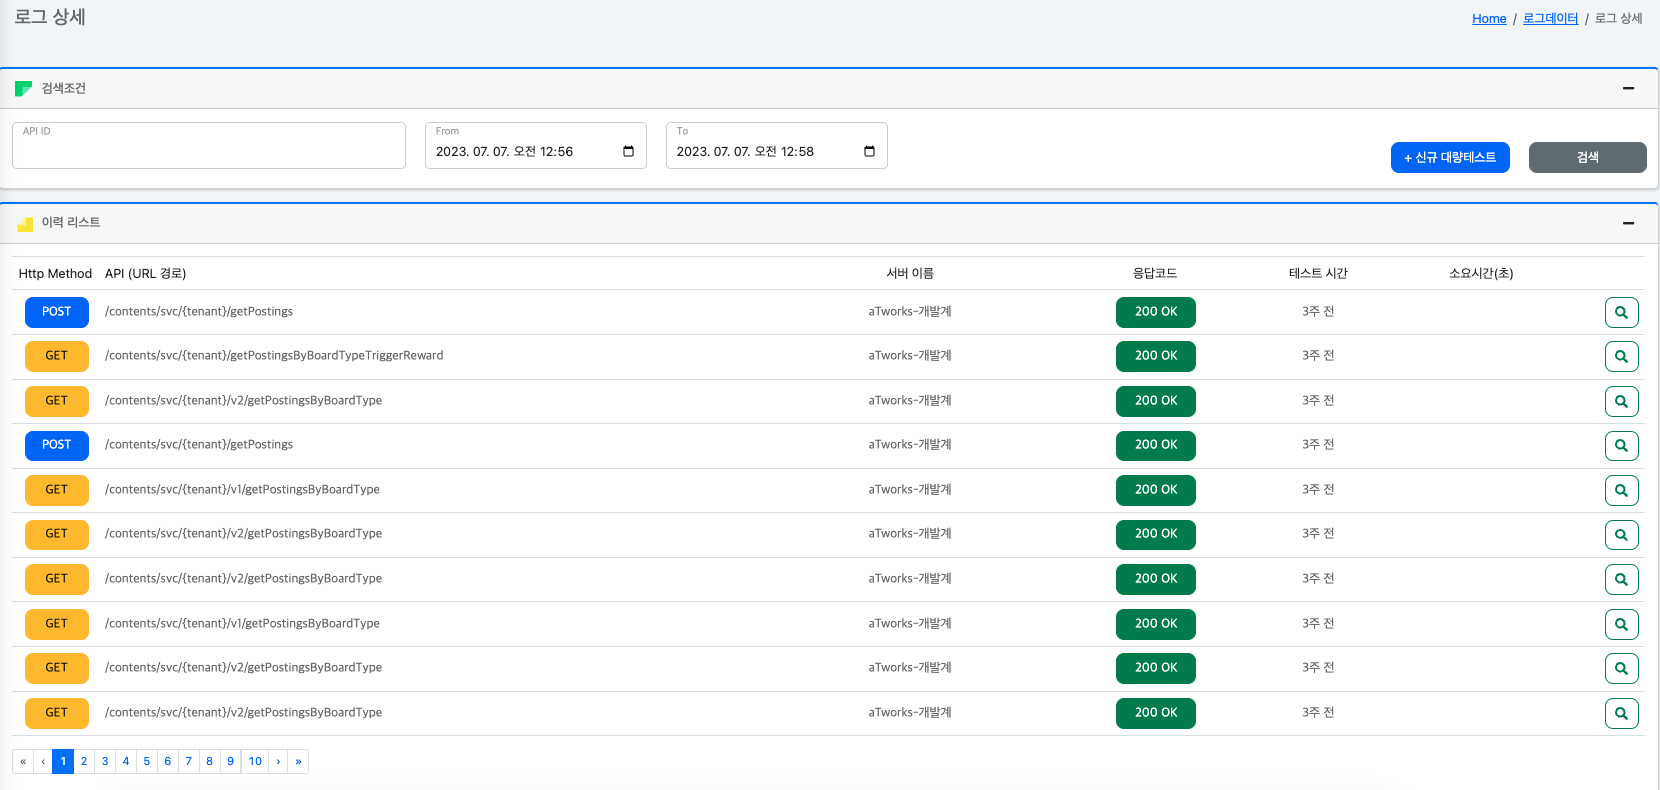 로그 상세
Home / 로그데이터 / 로그 상세
검색조건
API ID
From
2023. 07. 07. 오전 12:56
To
2023. 07. 07. 오전 12:58
+ 신규 대량테스트
검색
이력 리스트
Http Method API (URL 경로) 서버 이름 응답코드 테스트 시간 소요시간(초)
POST /contents/svc/{tenant}/getPostings aTworks-개발계 200 OK 3주 전
GET /contents/svc/{tenant}/getPostingsByBoardTypeTriggerReward aTworks-개발계 200 OK 3주 전
GET /contents/svc/{tenant}/v2/getPostingsByBoardType aTworks-개발계 200 OK 3주 전
POST /contents/svc/{tenant}/getPostings aTworks-개발계 200 OK 3주 전
GET /contents/svc/{tenant}/v1/getPostingsByBoardType aTworks-개발계 200 OK 3주 전
GET /contents/svc/{tenant}/v2/getPostingsByBoardType aTworks-개발계 200 OK 3주 전
GET /contents/svc/{tenant}/v2/getPostingsByBoardType aTworks-개발계 200 OK 3주 전
GET /contents/svc/{tenant}/v1/getPostingsByBoardType aTworks-개발계 200 OK 3주 전
GET /contents/svc/{tenant}/v2/getPostingsByBoardType aTworks-개발계 200 OK 3주 전
GET /contents/svc/{tenant}/v2/getPostingsByBoardType aTworks-개발계 200 OK 3주 전
« ‹ 1 2 3 4 5 6 7 8 9 10 › »